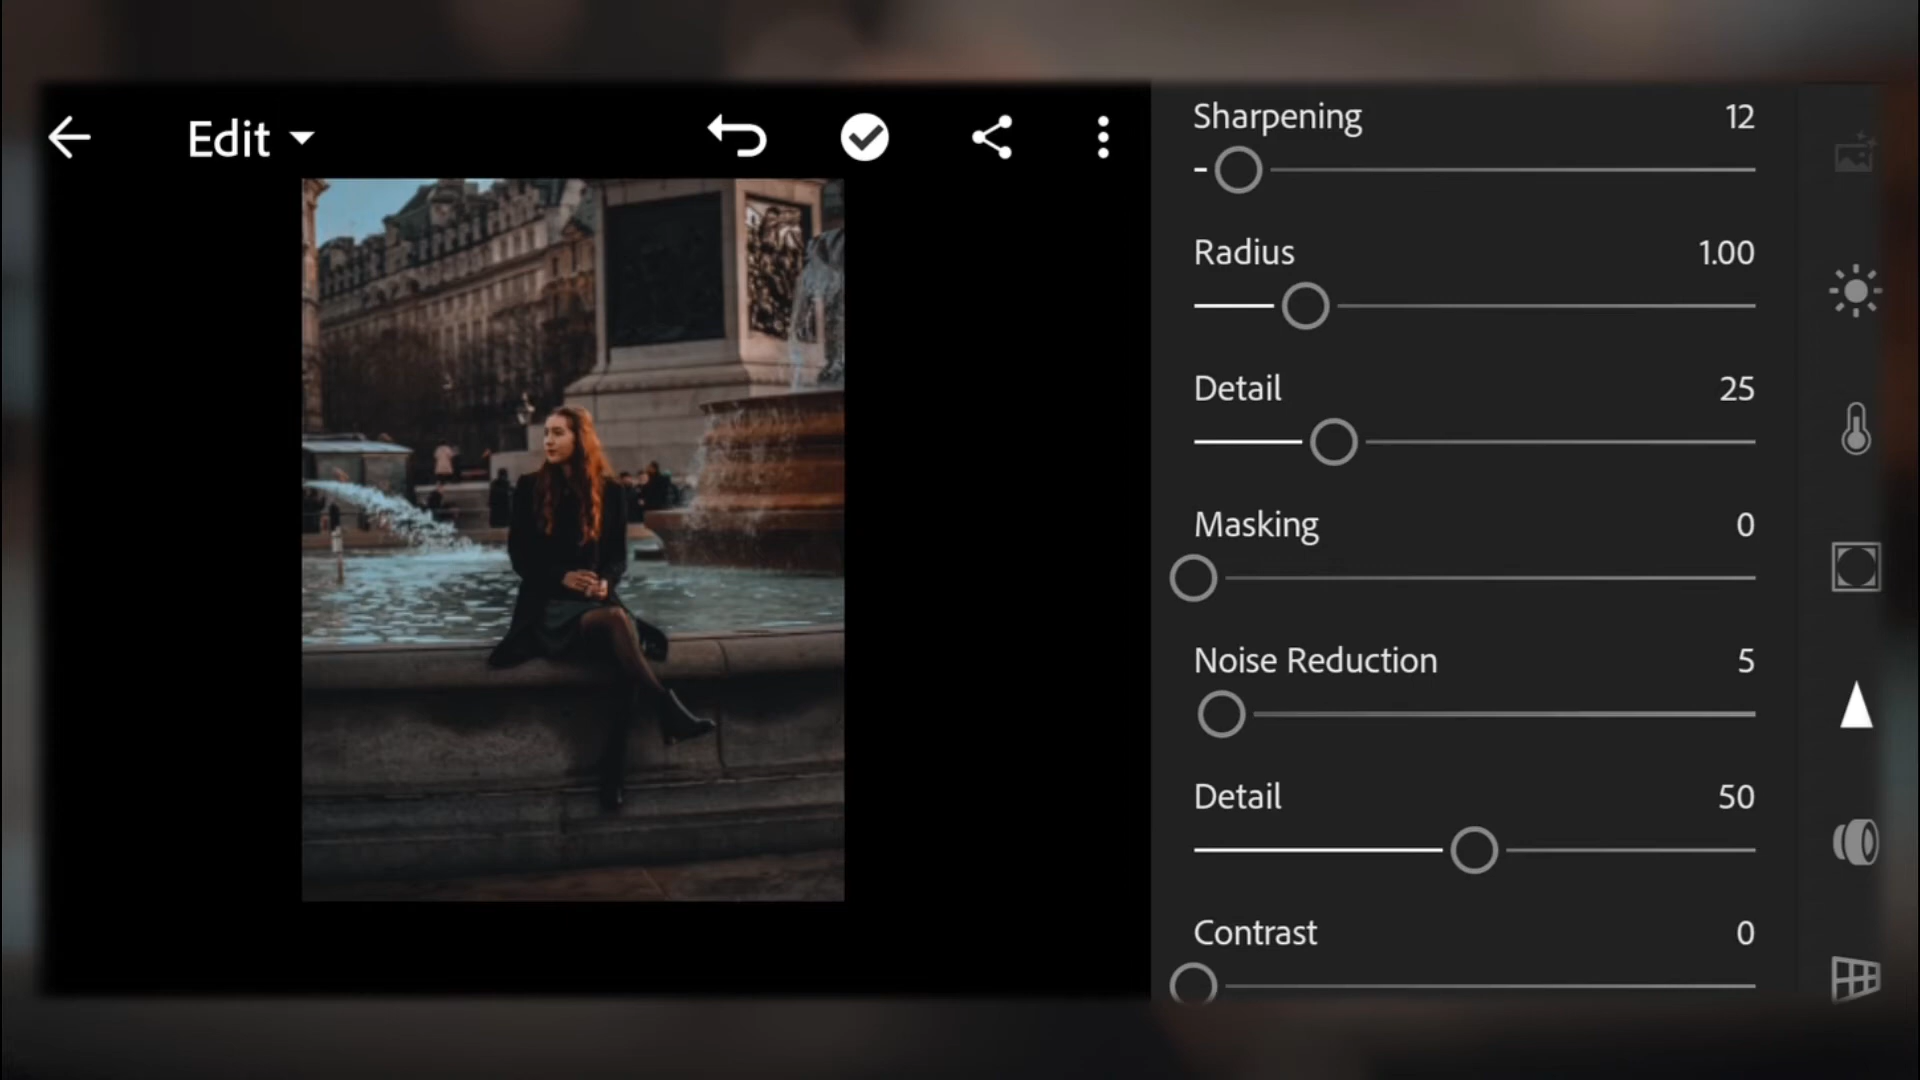 Edit
Sharpening 12
Radius 1.00
Detail 25
Masking 0
Noise Reduction 5
Detail 50
Contrast 0